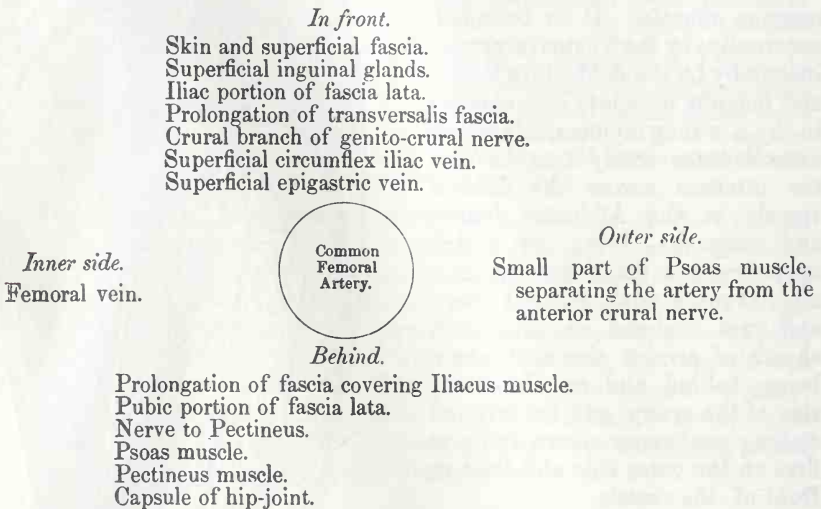 In front.
Skin and superficial fascia.
Superficial inguinal glands.
Iliac portion of fascia lata.
Prolongation of transversalis fascia.
Crural branch of genito-crural nerve.
Superficial circumflex iliac vein.
Superficial epigastric vein.
Inner side.
Femoral vein.
Common
Femoral
Artery.
Outer side.
Small part of Psoas muscle,
separating the artery from the
anterior crural nerve.
Behind.
Prolongation of fascia covering Iliacus muscle.
Pubic portion of fascia lata.
Nerve to Pectineus.
Psoas muscle.
Pectineus muscle.
Capsule of hip-joint.